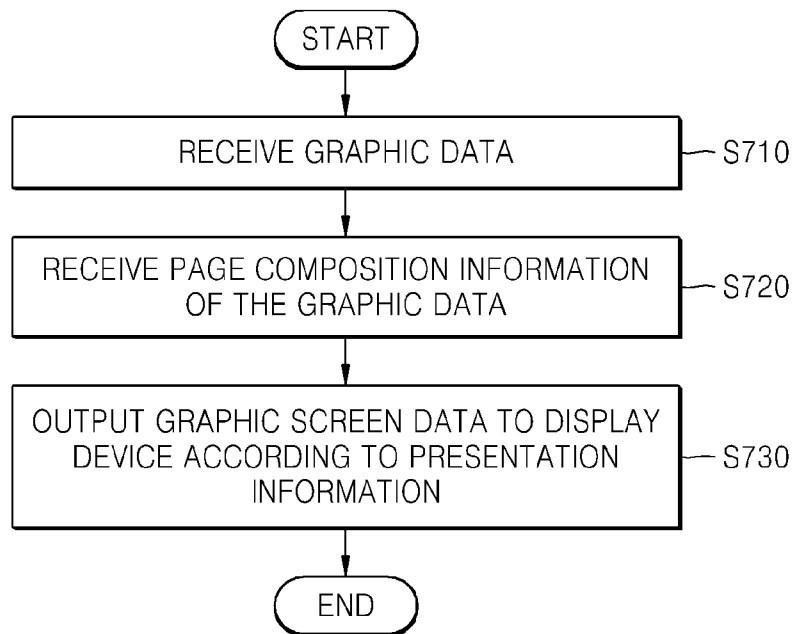 START
RECEIVE GRAPHIC DATA
S710
RECEIVE PAGE COMPOSITION INFORMATION
OF THE GRAPHIC DATA
S720
OUTPUT GRAPHIC SCREEN DATA TO DISPLAY
DEVICE ACCORDING TO PRESENTATION
INFORMATION
S730
END